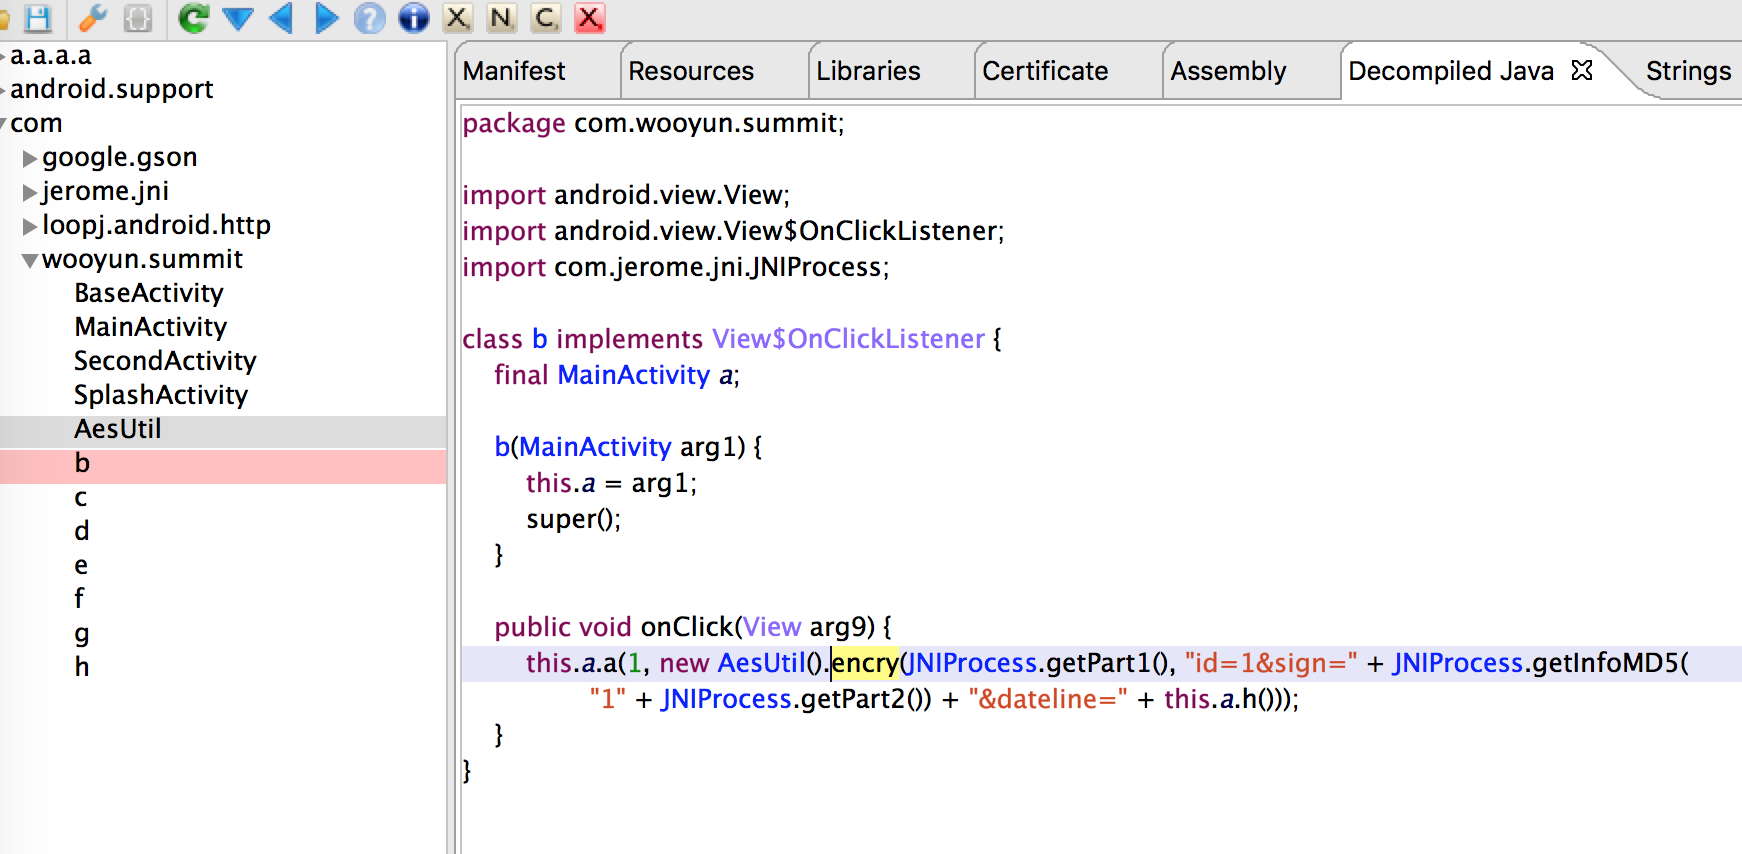 X N C X
a.a.a.a
android.support
com
google.gson
jerome.jni
loopj.android.http
wooyun.summit
BaseActivity
MainActivity
SecondActivity
SplashActivity
AesUtil
b
c
d
e
f
g
h
Manifest Resources Libraries Certificate Assembly Decompiled Java Strings
package com.wooyun.summit;
import android.view.View;
import android.view.View$OnClickListener;
import com.jerome.jni.JNIProcess;
class b implements View$OnClickListener {
final MainActivity a;
b(MainActivity arg1) {
this.a = arg1;
super();
}
public void onClick(View arg9) {
this.a.a(1, new AesUtil().encry(JNIProcess.getPart1(), "id=1&sign=" + JNIProcess.getInfoMD5(
"1" + JNIProcess.getPart2()) + "&dateline=" + this.a.h()));
}
}